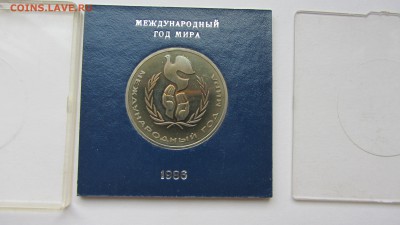 COINS.LAVE.RU
МЕЖДУНАРОДНЫЙ
ГОД МИРА
МЕЖДУНАРОДНЫЙ ГОД МИРА
1986